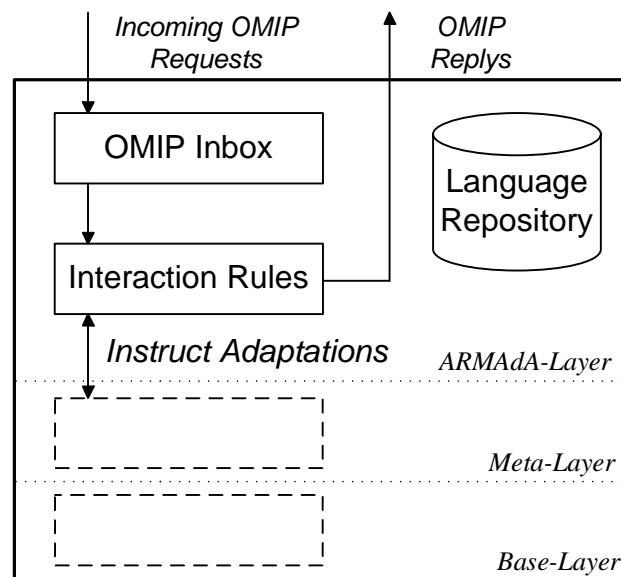 Incoming OMIP
Requests
OMIP
Replys
OMIP Inbox
Language
Repository
Interaction Rules
Instruct Adaptations
ARMAdA-Layer
Meta-Layer
Base-Layer